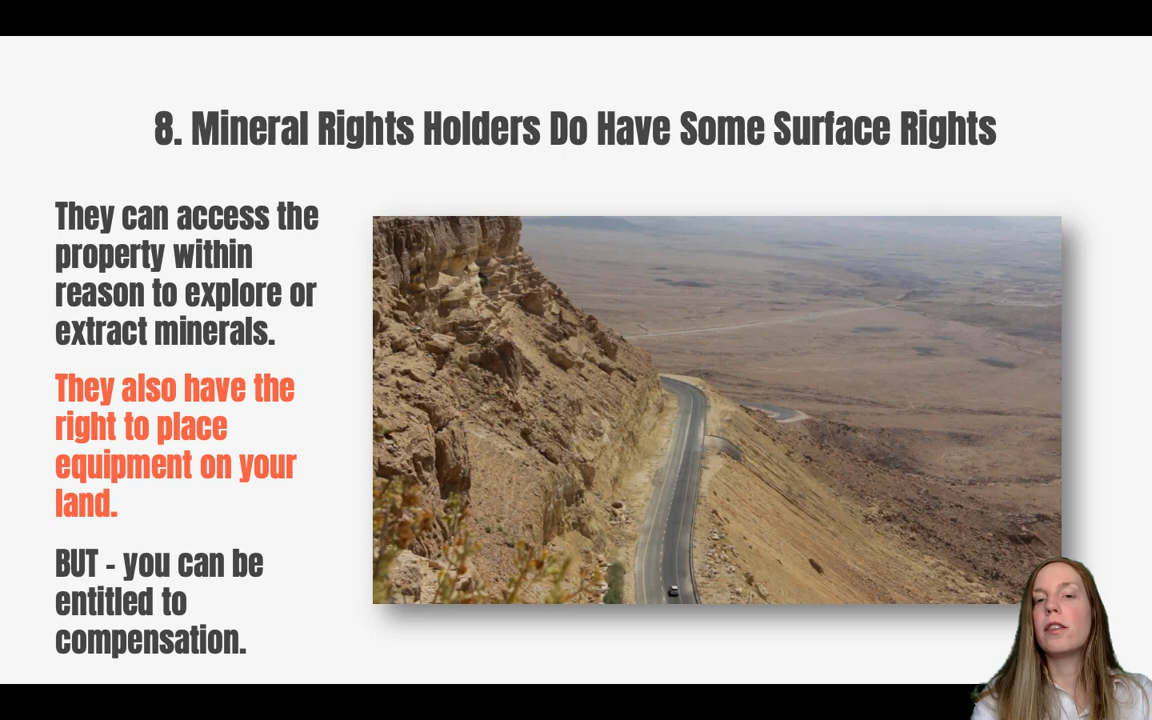 8. Mineral Rights Holders Do Have Some Surface Rights
They can access the
property within
reason to explore or
extract minerals.
They also have the
right to place
equipment on your
land.
BUT - you can be
entitled to
compensation.